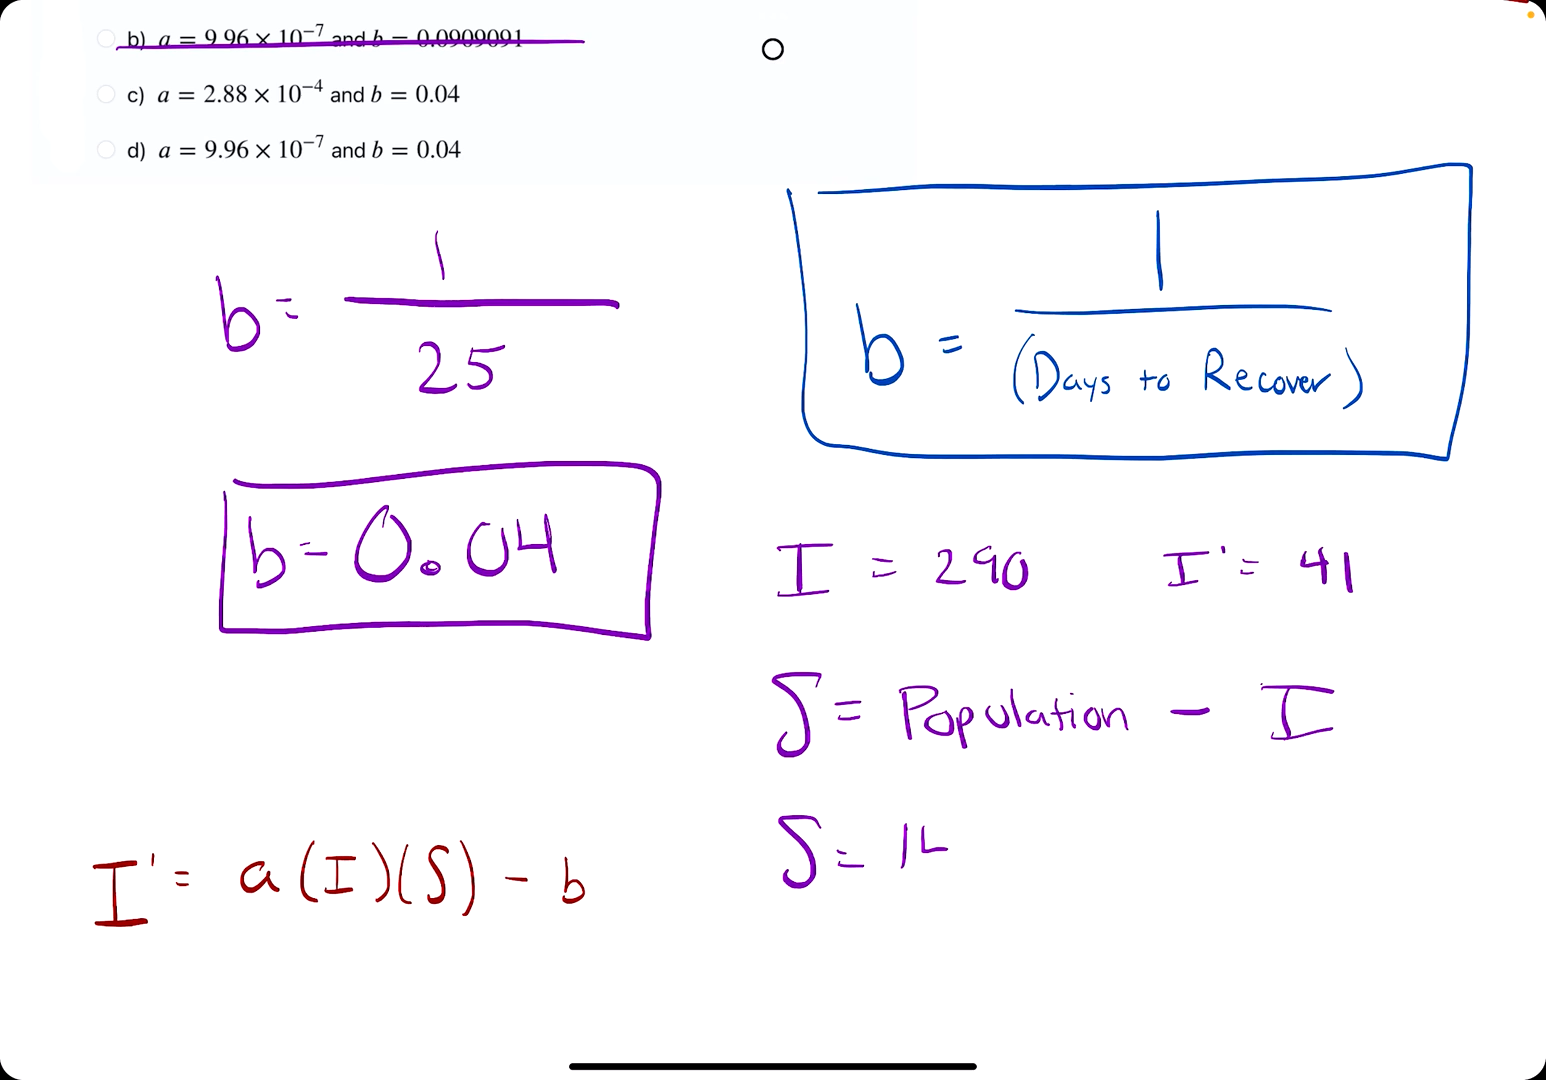 b) a = 9.96 × 10⁻⁷ and b = 0.0909091
c) a = 2.88 × 10⁻⁴ and b = 0.04
d) a = 9.96 × 10⁻⁷ and b = 0.04
b = 1 / 25
b = 1 / (Days to Recover)
b = 0.04
I = 290 I' = 41
S = Population - I
S = 14
I' = a (I)(S) - b